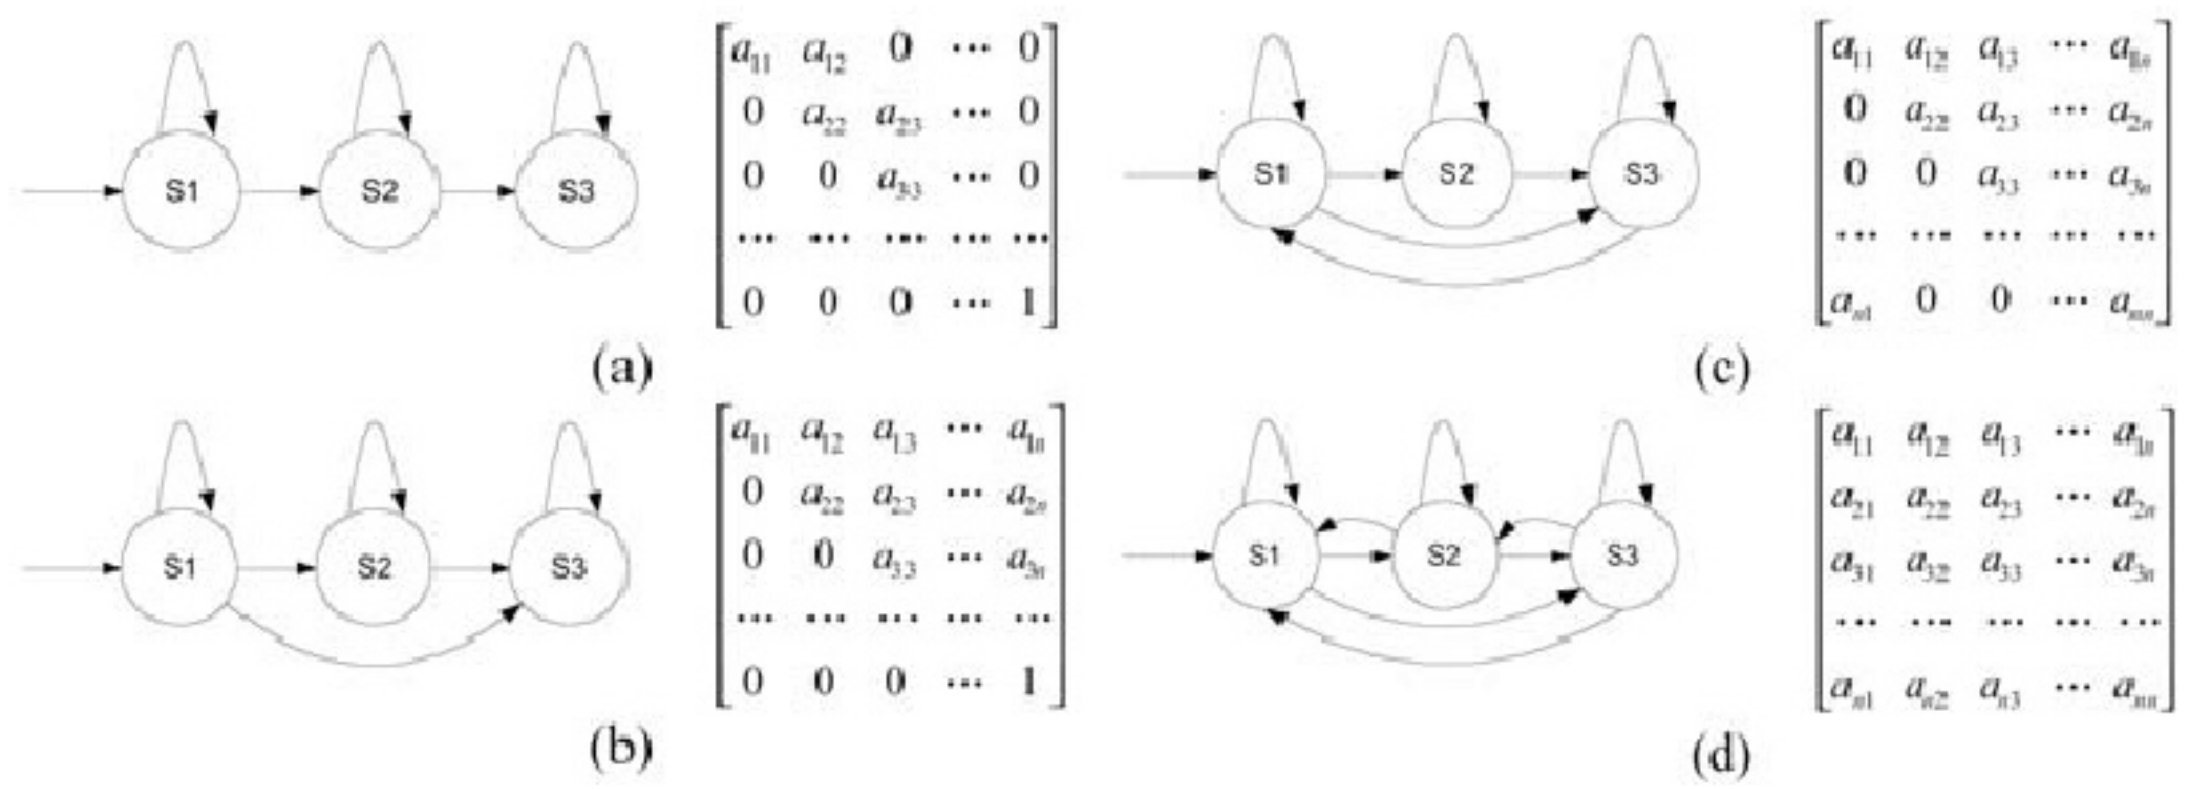 S1 S2 S3
a11 a12 0 ... 0
0 a22 a23 ... 0
0 0 a33 ... 0
... ... ... ... ...
0 0 0 ... 1
(a)
S1 S2 S3
a11 a12 a13 ... a1n
0 a22 a23 ... a2n
0 0 a33 ... a3n
... ... ... ... ...
0 0 0 ... 1
(b)
S1 S2 S3
a11 a12 a13 ... a1n
0 a22 a23 ... a2n
0 0 a33 ... a3n
... ... ... ... ...
an1 0 0 ... ann
(c)
S1 S2 S3
a11 a12 a13 ... a1n
a21 a22 a23 ... a2n
a31 a32 a33 ... a3n
... ... ... ... ...
an1 an2 an3 ... ann
(d)